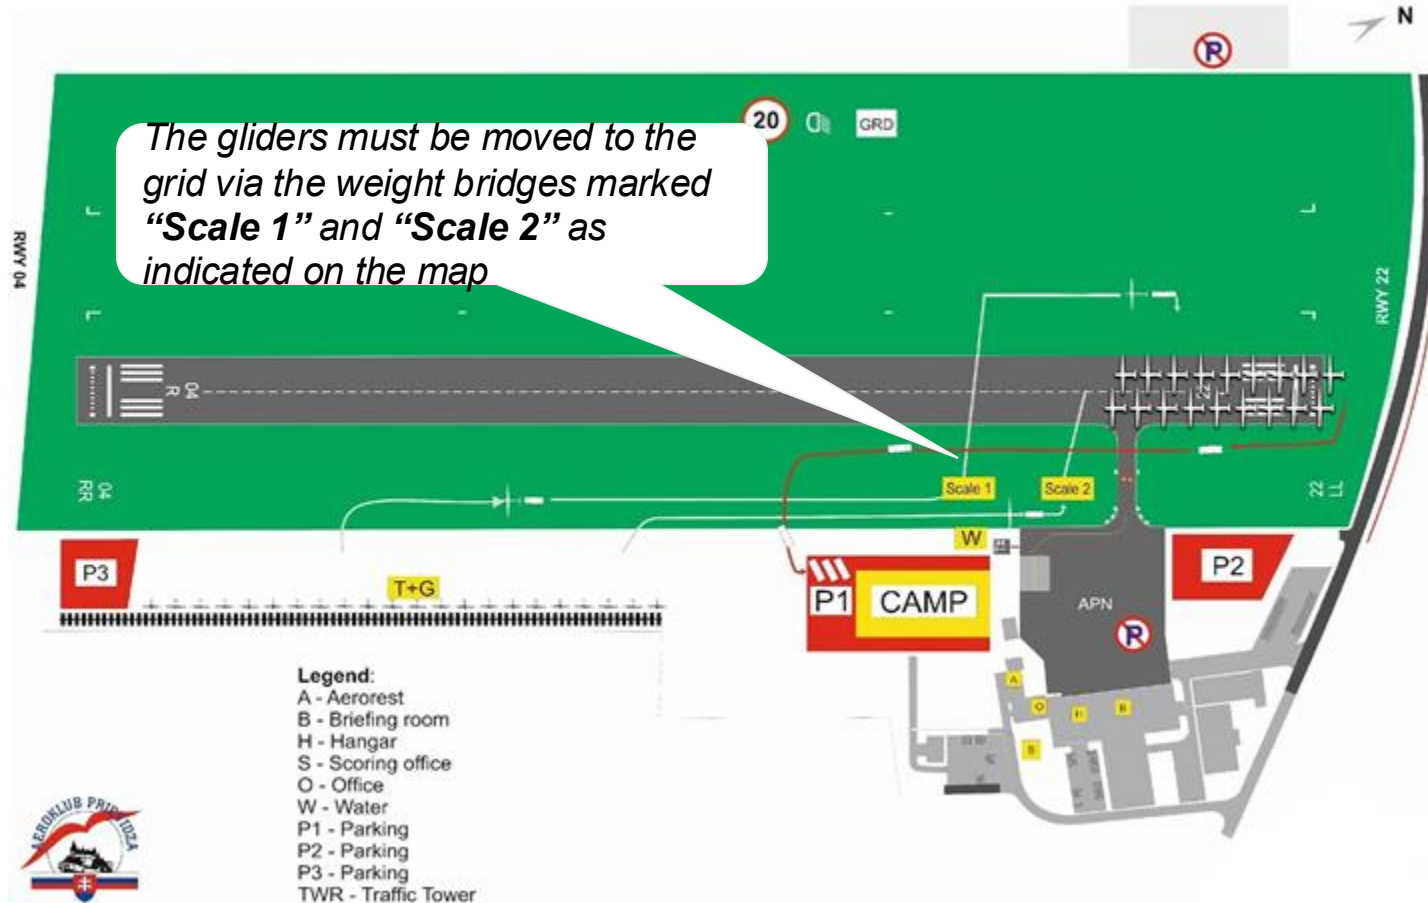 N
P
20
GRD
The gliders must be moved to the
grid via the weight bridges marked
“Scale 1” and “Scale 2” as
indicated on the map
RWY 04
RWY 22
04
R
22
Scale 1
Scale 2
04
RR
22
LL
W
P3
T+G
P1
CAMP
APN
P2
P
A
O
H
B
S
Legend:
A - Aerorest
B - Briefing room
H - Hangar
S - Scoring office
O - Office
W - Water
P1 - Parking
P2 - Parking
P3 - Parking
TWR - Traffic Tower
AEROKLUB PRIEVIDZA